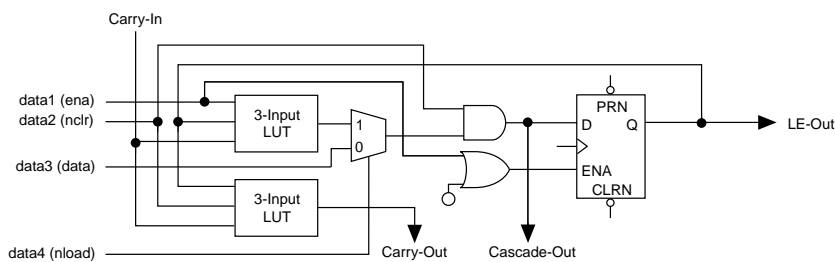 Carry-In
data1 (ena)
data2 (nclr)
data3 (data)
data4 (nload)
3-Input
LUT
1
0
3-Input
LUT
Carry-Out
Cascade-Out
PRN
D
Q
ENA
CLRN
LE-Out